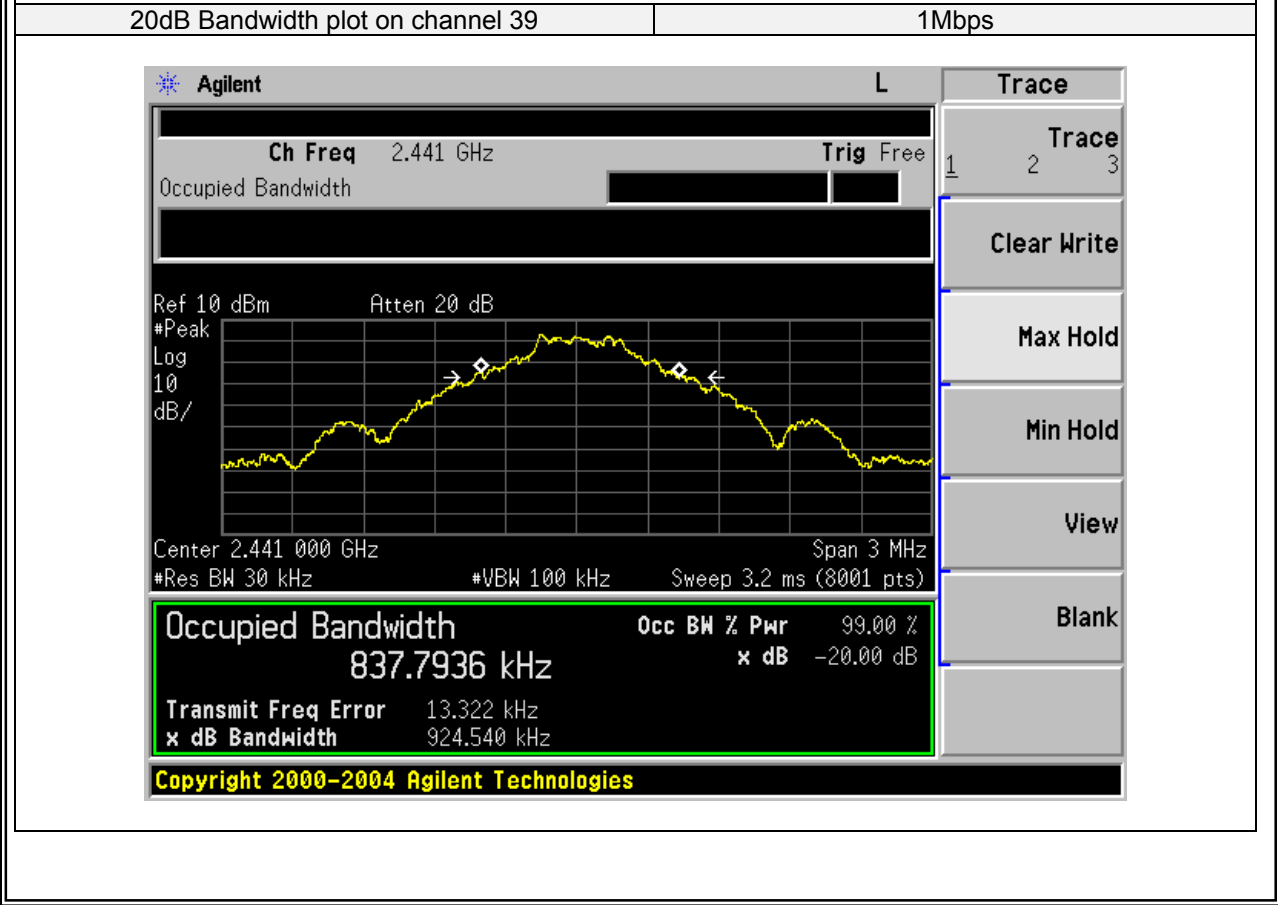 20dB Bandwidth plot on channel 39 1Mbps
Agilent L Trace
Ch Freq 2.441 GHz Trig Free
Occupied Bandwidth
Trace
1 2 3
Clear Write
Max Hold
Min Hold
View
Blank
Ref 10 dBm Atten 20 dB
#Peak
Log
10
dB/
Center 2.441 000 GHz Span 3 MHz
#Res BW 30 kHz #VBW 100 kHz Sweep 3.2 ms (8001 pts)
Occupied Bandwidth Occ BW % Pwr 99.00 %
837.7936 kHz x dB -20.00 dB
Transmit Freq Error 13.322 kHz
x dB Bandwidth 924.540 kHz
Copyright 2000-2004 Agilent Technologies